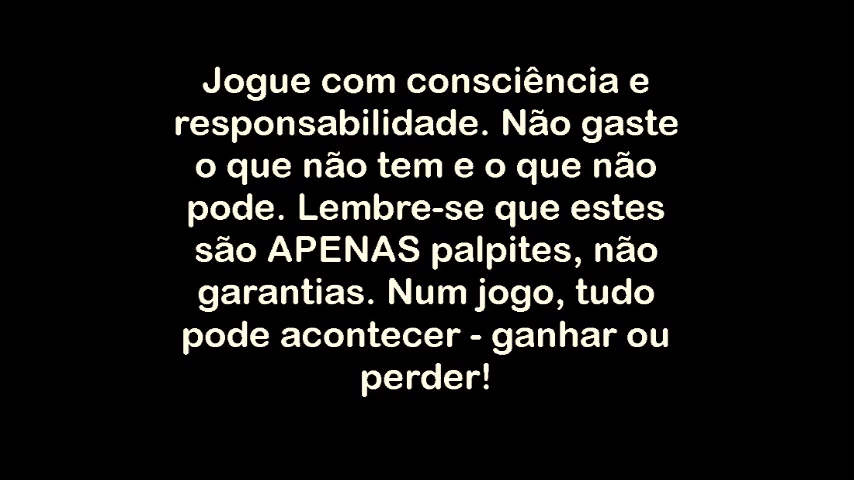 Jogue com consciência e
responsabilidade. Não gaste
o que não tem e o que não
pode. Lembre-se que estes
são APENAS palpites, não
garantias. Num jogo, tudo
pode acontecer - ganhar ou
perder!